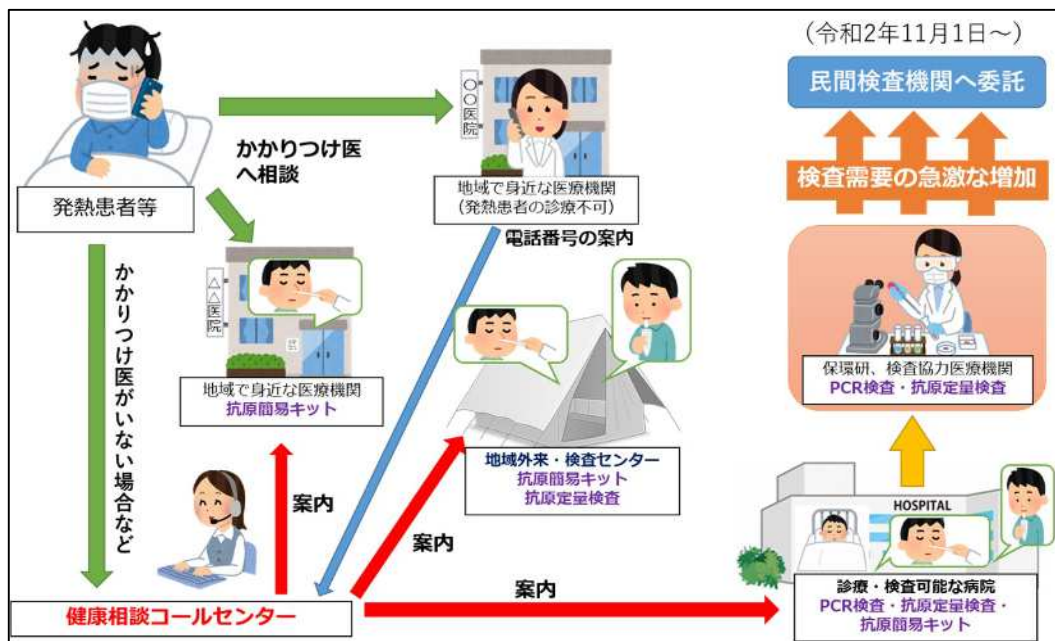 (令和2年11月1日～)
民間検査機関へ委託
検査需要の急激な増加
発熱患者等
かかりつけ医
へ相談
〇〇医院
地域で身近な医療機関
(発熱患者の診療不可)
電話番号の案内
かかりつけ医がいない場合など
△△医院
地域で身近な医療機関
抗原簡易キット
地域外来・検査センター
抗原簡易キット
抗原定量検査
保環研、検査協力医療機関
PCR検査・抗原定量検査
案内
案内
案内
健康相談コールセンター
HOSPITAL
診療・検査可能な病院
PCR検査・抗原定量検査・
抗原簡易キット